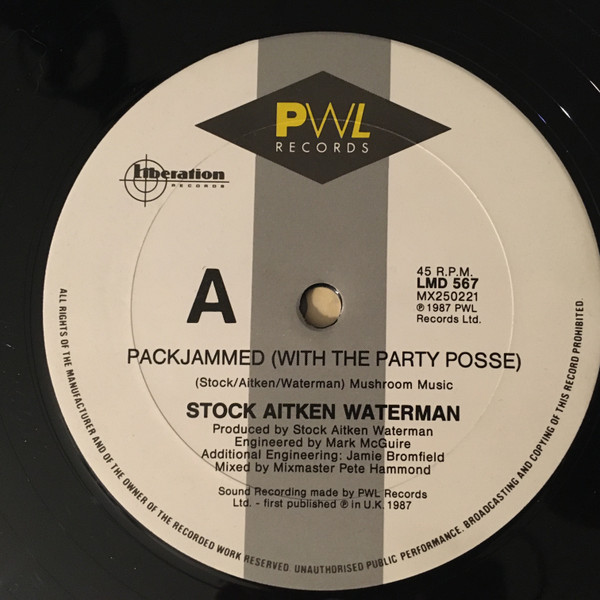 PWL
RECORDS
Liberation
RECORDS
A
45 R.P.M.
LMD 567
MX250221
℗ 1987 PWL
Records Ltd.
PACKJAMMED (WITH THE PARTY POSSE)
(Stock/Aitken/Waterman) Mushroom Music
STOCK AITKEN WATERMAN
Produced by Stock Aitken Waterman
Engineered by Mark McGuire
Additional Engineering: Jamie Bromfield
Mixed by Mixmaster Pete Hammond
Sound Recording made by PWL Records
Ltd. - first published ℗ in U.K. 1987
ALL RIGHTS OF THE MANUFACTURER AND OF THE OWNER OF THE RECORDED WORK RESERVED. UNAUTHORISED PUBLIC PERFORMANCE, BROADCASTING AND COPYING OF THIS RECORD PROHIBITED.